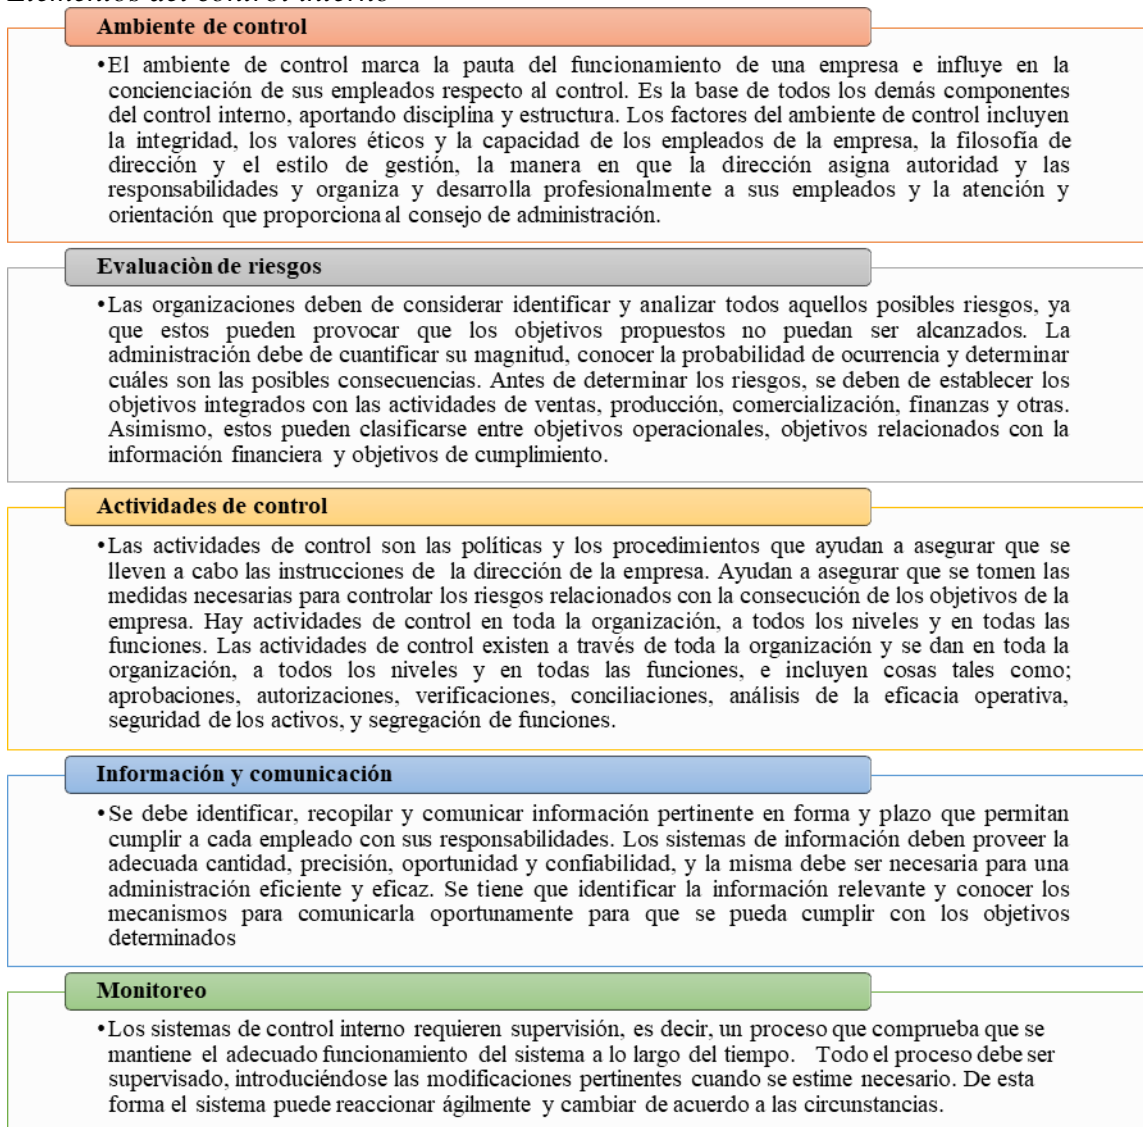 Elementos del control interno
Ambiente de control
•El ambiente de control marca la pauta del funcionamiento de una empresa e influye en la
concienciación de sus empleados respecto al control. Es la base de todos los demás componentes
del control interno, aportando disciplina y estructura. Los factores del ambiente de control incluyen
la integridad, los valores éticos y la capacidad de los empleados de la empresa, la filosofía de
dirección y el estilo de gestión, la manera en que la dirección asigna autoridad y las
responsabilidades y organiza y desarrolla profesionalmente a sus empleados y la atención y
orientación que proporciona al consejo de administración.
Evaluaciòn de riesgos
•Las organizaciones deben de considerar identificar y analizar todos aquellos posibles riesgos, ya
que estos pueden provocar que los objetivos propuestos no puedan ser alcanzados. La
administración debe de cuantificar su magnitud, conocer la probabilidad de ocurrencia y determinar
cuáles son las posibles consecuencias. Antes de determinar los riesgos, se deben de establecer los
objetivos integrados con las actividades de ventas, producción, comercialización, finanzas y otras.
Asimismo, estos pueden clasificarse entre objetivos operacionales, objetivos relacionados con la
información financiera y objetivos de cumplimiento.
Actividades de control
•Las actividades de control son las políticas y los procedimientos que ayudan a asegurar que se
lleven a cabo las instrucciones de la dirección de la empresa. Ayudan a asegurar que se tomen las
medidas necesarias para controlar los riesgos relacionados con la consecución de los objetivos de la
empresa. Hay actividades de control en toda la organización, a todos los niveles y en todas las
funciones. Las actividades de control existen a través de toda la organización y se dan en toda la
organización, a todos los niveles y en todas las funciones, e incluyen cosas tales como;
aprobaciones, autorizaciones, verificaciones, conciliaciones, análisis de la eficacia operativa,
seguridad de los activos, y segregación de funciones.
Información y comunicación
•Se debe identificar, recopilar y comunicar información pertinente en forma y plazo que permitan
cumplir a cada empleado con sus responsabilidades. Los sistemas de información deben proveer la
adecuada cantidad, precisión, oportunidad y confiabilidad, y la misma debe ser necesaria para una
administración eficiente y eficaz. Se tiene que identificar la información relevante y conocer los
mecanismos para comunicarla oportunamente para que se pueda cumplir con los objetivos
determinados
Monitoreo
•Los sistemas de control interno requieren supervisión, es decir, un proceso que comprueba que se
mantiene el adecuado funcionamiento del sistema a lo largo del tiempo. Todo el proceso debe ser
supervisado, introduciéndose las modificaciones pertinentes cuando se estime necesario. De esta
forma el sistema puede reaccionar ágilmente y cambiar de acuerdo a las circunstancias.